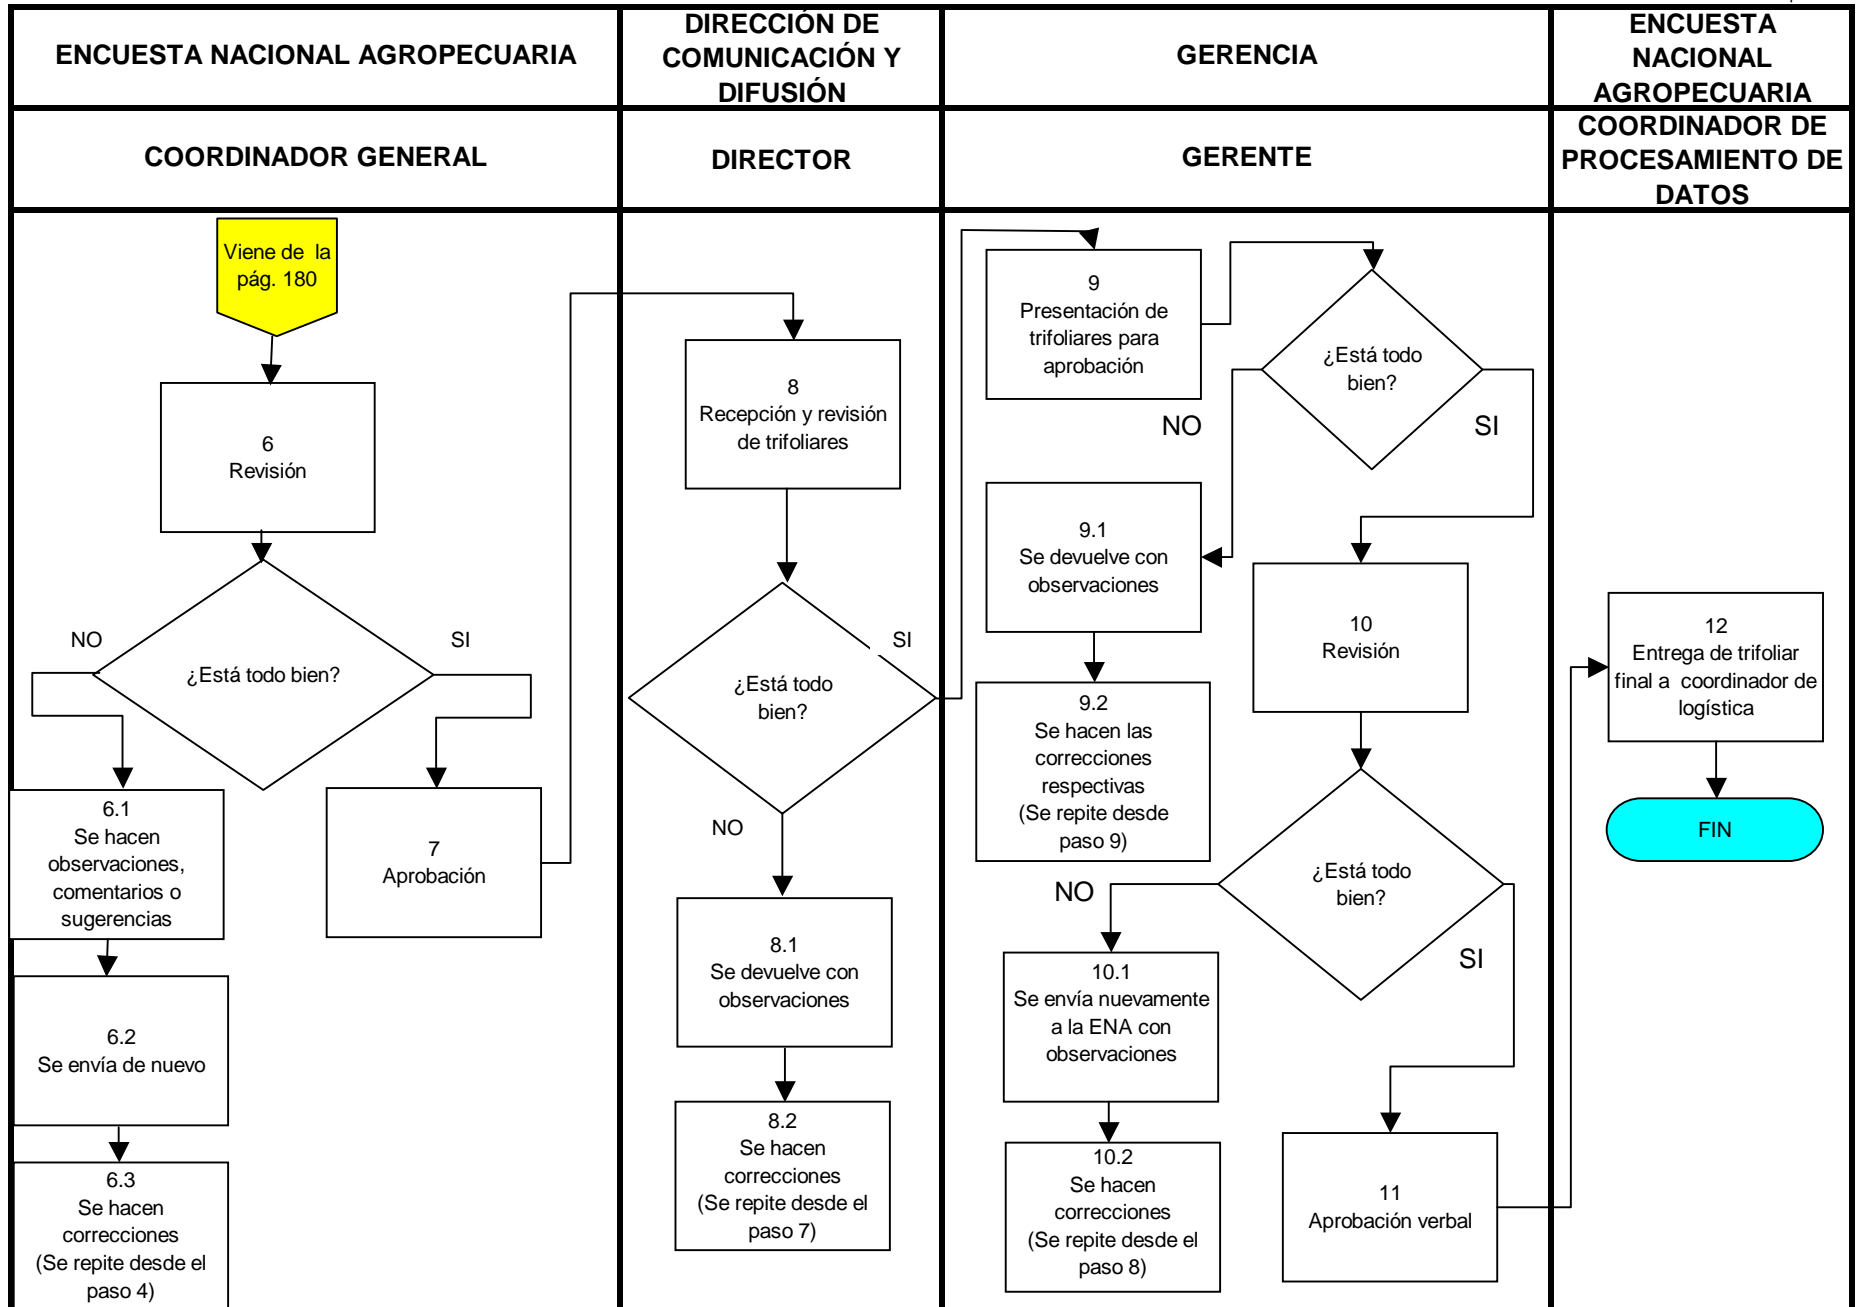 ENCUESTA NACIONAL AGROPECUARIA
DIRECCIÓN DE
COMUNICACIÓN Y
DIFUSIÓN
GERENCIA
ENCUESTA
NACIONAL
AGROPECUARIA
COORDINADOR GENERAL
DIRECTOR
GERENTE
COORDINADOR DE
PROCESAMIENTO DE
DATOS
Viene de la
pág. 180
6
Revisión
¿Está todo bien?
NO
SI
6.1
Se hacen
observaciones,
comentarios o
sugerencias
6.2
Se envía de nuevo
6.3
Se hacen
correcciones
(Se repite desde el
paso 4)
7
Aprobación
8
Recepción y revisión
de trifoliares
¿Está todo
bien?
SI
NO
8.1
Se devuelve con
observaciones
8.2
Se hacen
correcciones
(Se repite desde el
paso 7)
9
Presentación de
trifoliares para
aprobación
¿Está todo
bien?
NO
SI
9.1
Se devuelve con
observaciones
9.2
Se hacen las
correcciones
respectivas
(Se repite desde
paso 9)
10
Revisión
¿Está todo
bien?
NO
SI
10.1
Se envía nuevamente
a la ENA con
observaciones
10.2
Se hacen
correcciones
(Se repite desde el
paso 8)
11
Aprobación verbal
12
Entrega de trifoliar
final a coordinador de
logística
FIN